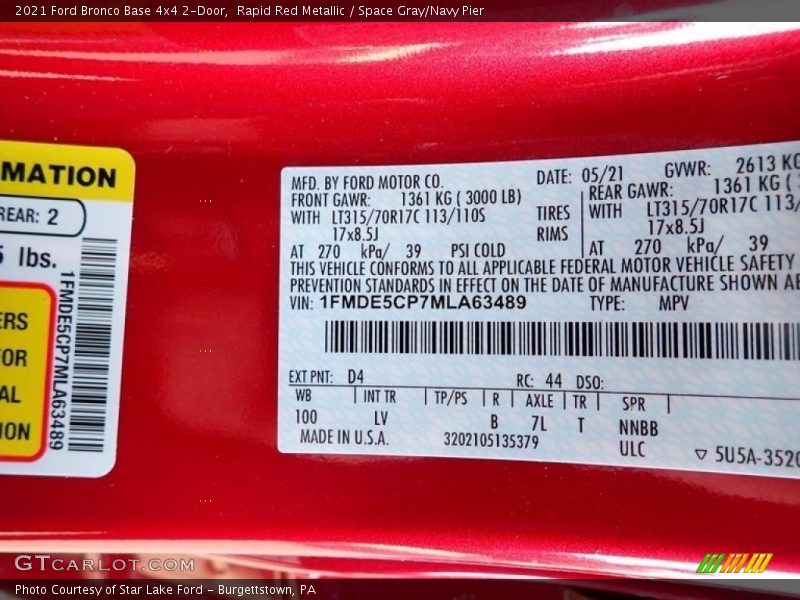 2021 Ford Bronco Base 4x4 2-Door, Rapid Red Metallic / Space Gray/Navy Pier
MATION
REAR: 2
lbs.
1FMDE5CP7MLA63489
ERS
FOR
AL
ION
MFD. BY FORD MOTOR CO. DATE: 05/21 GVWR: 2613 KG
FRONT GAWR: 1361 KG ( 3000 LB) REAR GAWR: 1361 KG (
WITH LT315/70R17C 113/110S TIRES WITH LT315/70R17C 113/
17x8.5J RIMS 17x8.5J
AT 270 kPa/ 39 PSI COLD AT 270 kPa/ 39
THIS VEHICLE CONFORMS TO ALL APPLICABLE FEDERAL MOTOR VEHICLE SAFETY
PREVENTION STANDARDS IN EFFECT ON THE DATE OF MANUFACTURE SHOWN
VIN: 1FMDE5CP7MLA63489 TYPE: MPV
EXT PNT: D4 RC: 44 DSO:
WB INT TR TP/PS R AXLE TR SPR
100 LV B 7L T NNBB
MADE IN U.S.A. 3202105135379 ULC ▽ 5U5A-3520
GTCARLOT.COM
Photo Courtesy of Star Lake Ford - Burgettstown, PA